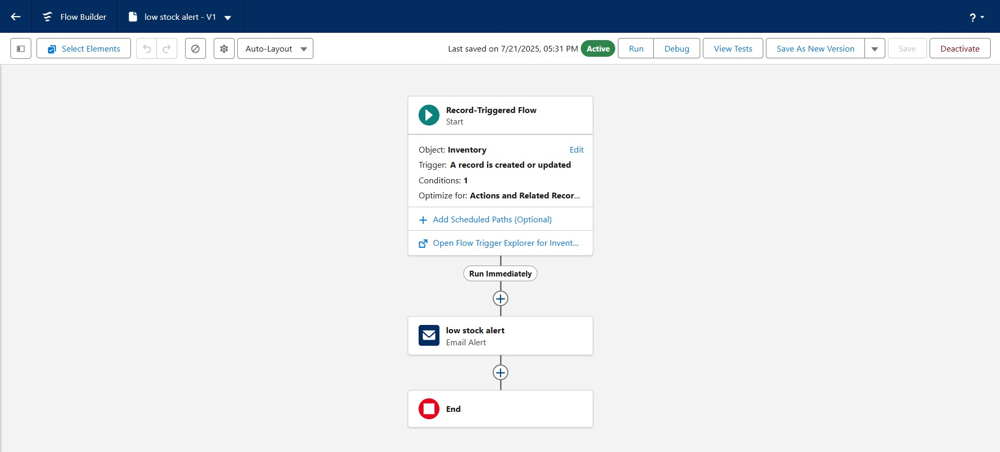 Flow Builder
low stock alert - V1
?
Select Elements
Auto-Layout
Last saved on 7/21/2025, 05:31 PM
Active
Run
Debug
View Tests
Save As New Version
Save
Deactivate
Record-Triggered Flow
Start
Object: Inventory
Edit
Trigger: A record is created or updated
Conditions: 1
Optimize for: Actions and Related Recor...
Add Scheduled Paths (Optional)
Open Flow Trigger Explorer for Invent...
Run Immediately
low stock alert
Email Alert
End